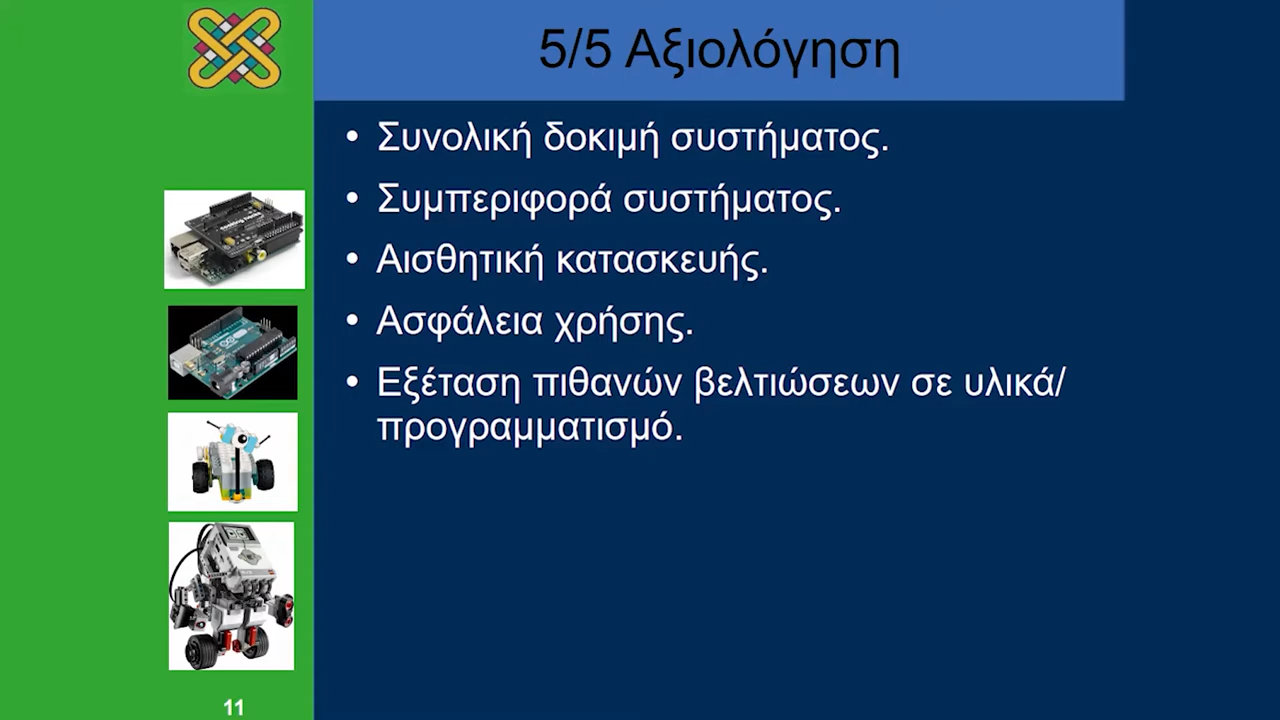 5/5 Αξιολόγηση
• Συνολική δοκιμή συστήματος.
• Συμπεριφορά συστήματος.
• Αισθητική κατασκευής.
• Ασφάλεια χρήσης.
• Εξέταση πιθανών βελτιώσεων σε υλικά/
προγραμματισμό.
11